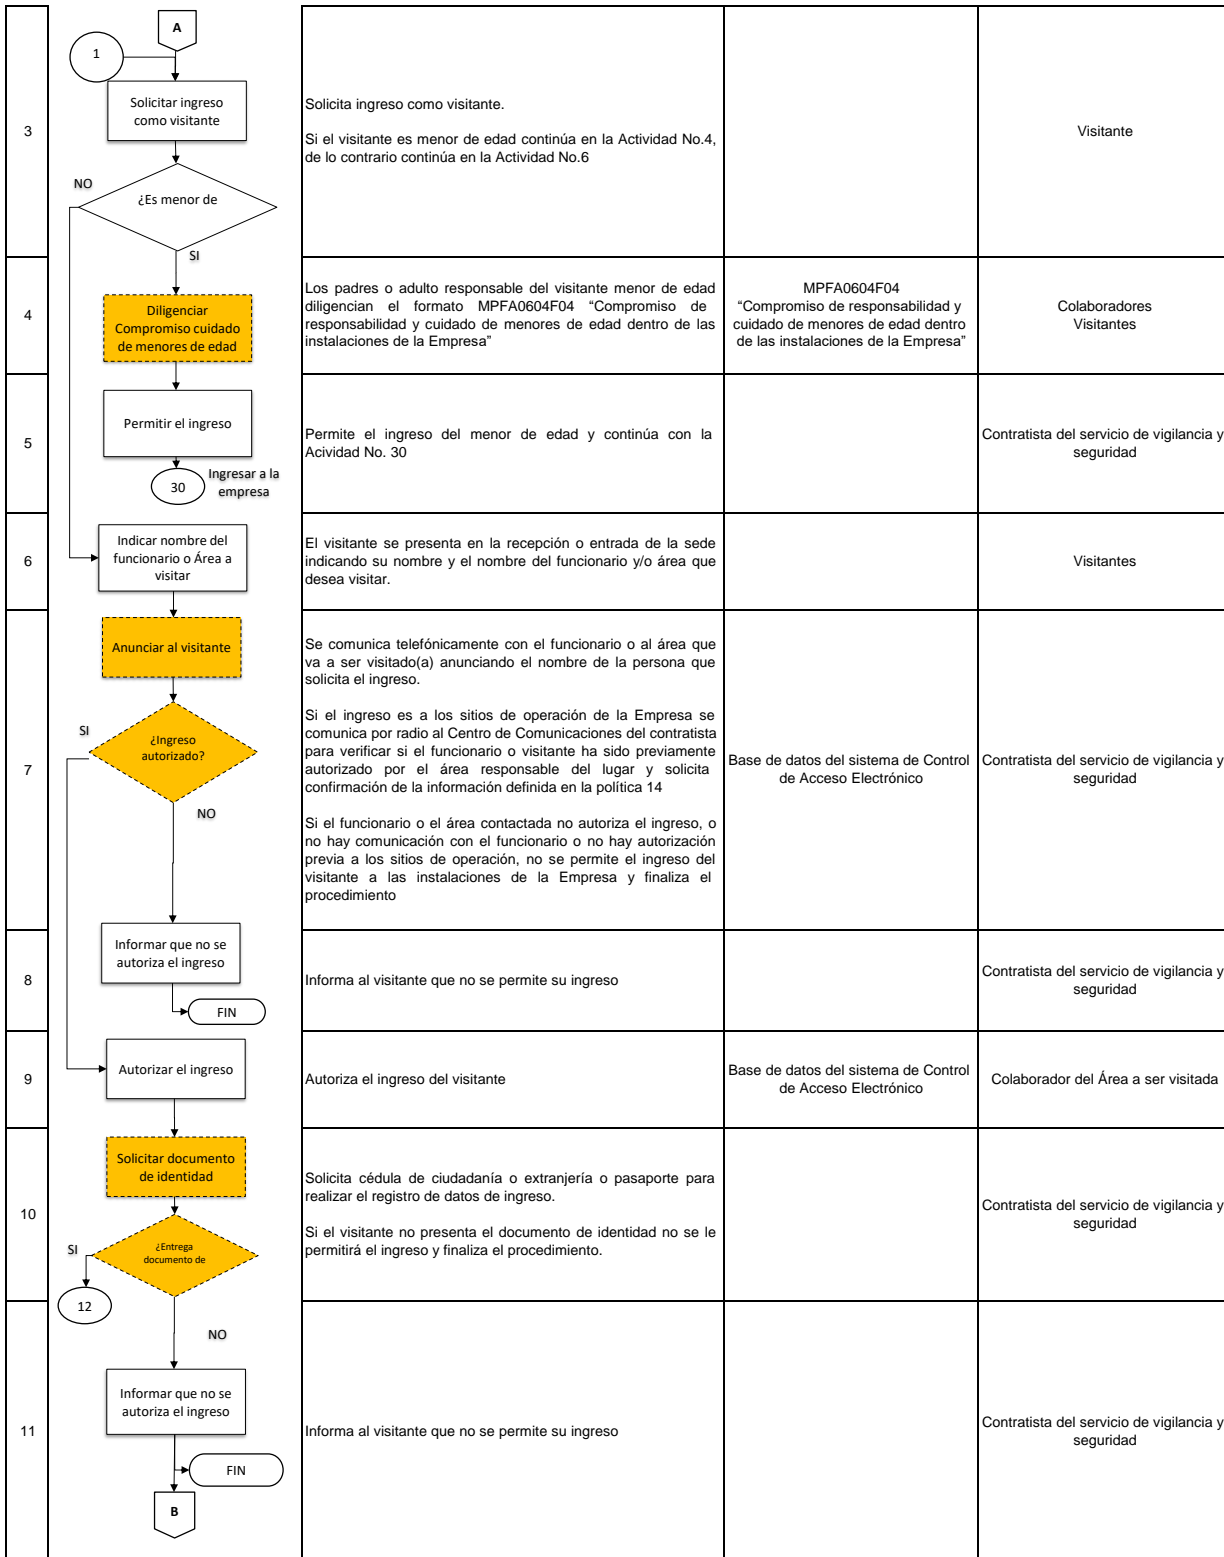 A
1
Solicitar ingreso
como visitante
¿Es menor de
NO
SI
3
Solicita ingreso como visitante.
Si el visitante es menor de edad continúa en la Actividad No.4,
de lo contrario continúa en la Actividad No.6
Visitante
4
Diligenciar
Compromiso cuidado
de menores de edad
Los padres o adulto responsable del visitante menor de edad
diligencian el formato MPFA0604F04 “Compromiso de
responsabilidad y cuidado de menores de edad dentro de las
instalaciones de la Empresa”
MPFA0604F04
“Compromiso de responsabilidad y
cuidado de menores de edad dentro
de las instalaciones de la Empresa”
Colaboradores
Visitantes
5
Permitir el ingreso
30
Ingresar a la
empresa
Permite el ingreso del menor de edad y continúa con la
Acividad No. 30
Contratista del servicio de vigilancia y
seguridad
6
Indicar nombre del
funcionario o Área a
visitar
El visitante se presenta en la recepción o entrada de la sede
indicando su nombre y el nombre del funcionario y/o área que
desea visitar.
Visitantes
7
Anunciar al visitante
¿Ingreso
autorizado?
SI
NO
Se comunica telefónicamente con el funcionario o al área que
va a ser visitado(a) anunciando el nombre de la persona que
solicita el ingreso.
Si el ingreso es a los sitios de operación de la Empresa se
comunica por radio al Centro de Comunicaciones del contratista
para verificar si el funcionario o visitante ha sido previamente
autorizado por el área responsable del lugar y solicita
confirmación de la información definida en la política 14
Si el funcionario o el área contactada no autoriza el ingreso, o
no hay comunicación con el funcionario o no hay autorización
previa a los sitios de operación, no se permite el ingreso del
visitante a las instalaciones de la Empresa y finaliza el
procedimiento
Base de datos del sistema de Control
de Acceso Electrónico
Contratista del servicio de vigilancia y
seguridad
8
Informar que no se
autoriza el ingreso
FIN
Informa al visitante que no se permite su ingreso
Contratista del servicio de vigilancia y
seguridad
9
Autorizar el ingreso
Autoriza el ingreso del visitante
Base de datos del sistema de Control
de Acceso Electrónico
Colaborador del Área a ser visitada
10
Solicitar documento
de identidad
¿Entrega
documento de
SI
12
Solicita cédula de ciudadanía o extranjería o pasaporte para
realizar el registro de datos de ingreso.
Si el visitante no presenta el documento de identidad no se le
permitirá el ingreso y finaliza el procedimiento.
Contratista del servicio de vigilancia y
seguridad
11
NO
Informar que no se
autoriza el ingreso
FIN
B
Informa al visitante que no se permite su ingreso
Contratista del servicio de vigilancia y
seguridad